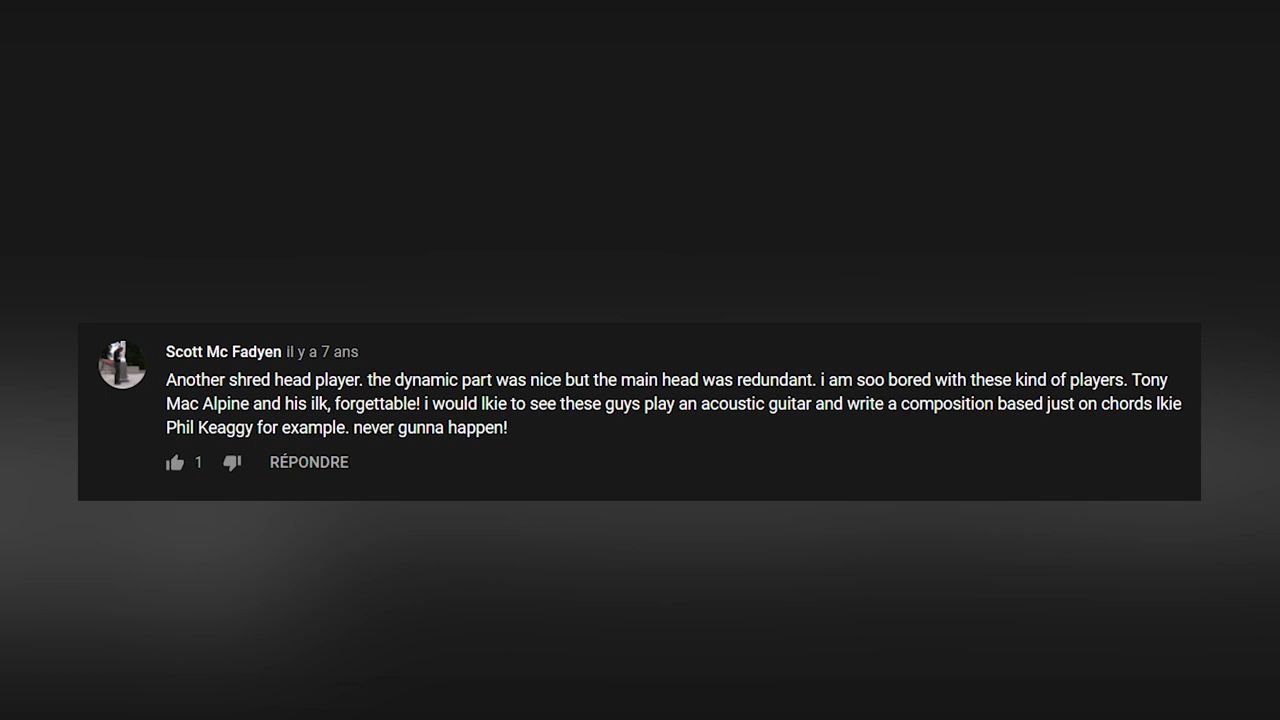 Scott Mc Fadyen il y a 7 ans
Another shred head player. the dynamic part was nice but the main head was redundant. i am soo bored with these kind of players. Tony
Mac Alpine and his ilk, forgettable! i would lkie to see these guys play an acoustic guitar and write a composition based just on chords lkie
Phil Keaggy for example. never gunna happen!
1 RÉPONDRE